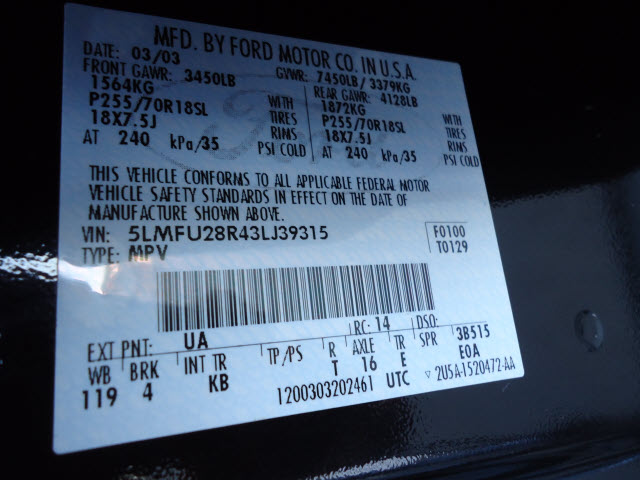 MFD. BY FORD MOTOR CO. IN U.S.A.
DATE: 03/03 GVWR: 7450LB/ 3379KG
FRONT GAWR: 3450LB REAR GAWR: 4128LB
1564KG 1872KG
P255/70R18SL WITH TIRES P255/70R18SL WITH TIRES
18X7.5J RINS 18X7.5J RINS
AT 240 kPa/35 PSI COLD AT 240 kPa/35 PSI COLD
THIS VEHICLE CONFORMS TO ALL APPLICABLE FEDERAL MOTOR
VEHICLE SAFETY STANDARDS IN EFFECT ON THE DATE OF
MANUFACTURE SHOWN ABOVE.
VIN: 5LMFU28R43LJ39315 F0100
TYPE: MPV T0129
EXT PNT: UA RC: 14 DSO:
WB BRK INT TR TP/PS R AXLE TR SPR 3B515
119 4 KB T 16 E E0A
1200303202461 UTC ▽ 2U5A-1520472-AA